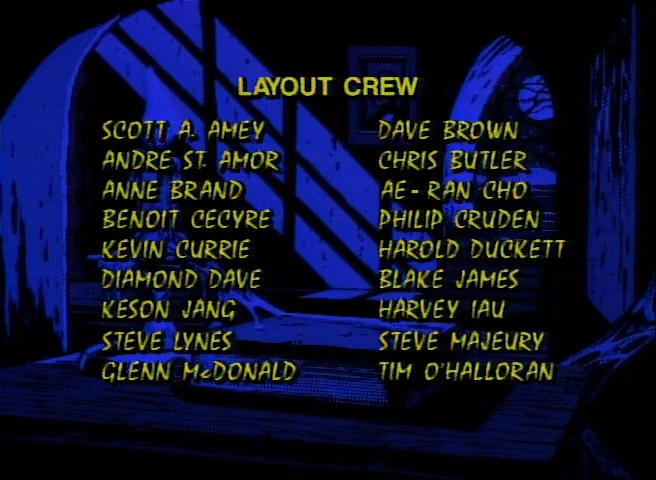 LAYOUT CREW
SCOTT A. AMEY DAVE BROWN
ANDRE ST. AMOR CHRIS BUTLER
ANNE BRAND AE-RAN CHO
BENOIT CECYRE PHILIP CRUDEN
KEVIN CURRIE HAROLD DUCKETT
DIAMOND DAVE BLAKE JAMES
KESON JANG HARVEY IAU
STEVE LYNES STEVE MAJEURY
GLENN McDONALD TIM O'HALLORAN